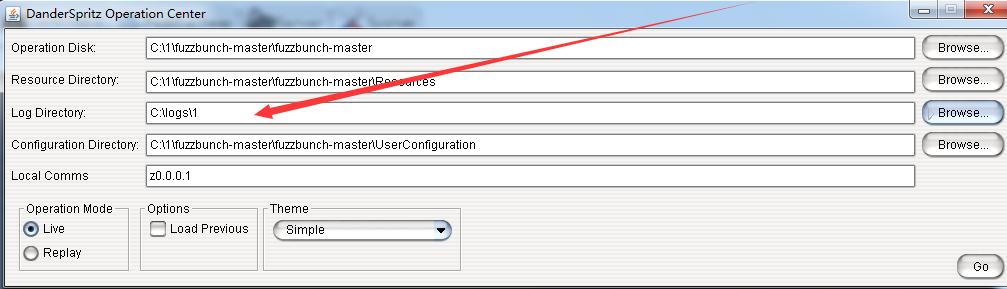 DanderSpritz Operation Center
Operation Disk: C:\1\fuzzbunch-master\fuzzbunch-master Browse...
Resource Directory: C:\1\fuzzbunch-master\fuzzbunch-master\Resources Browse...
Log Directory: C:\logs\1 Browse...
Configuration Directory: C:\1\fuzzbunch-master\fuzzbunch-master\UserConfiguration Browse...
Local Comms z0.0.0.1
Operation Mode Options Theme
Live Load Previous Simple
Replay
Go